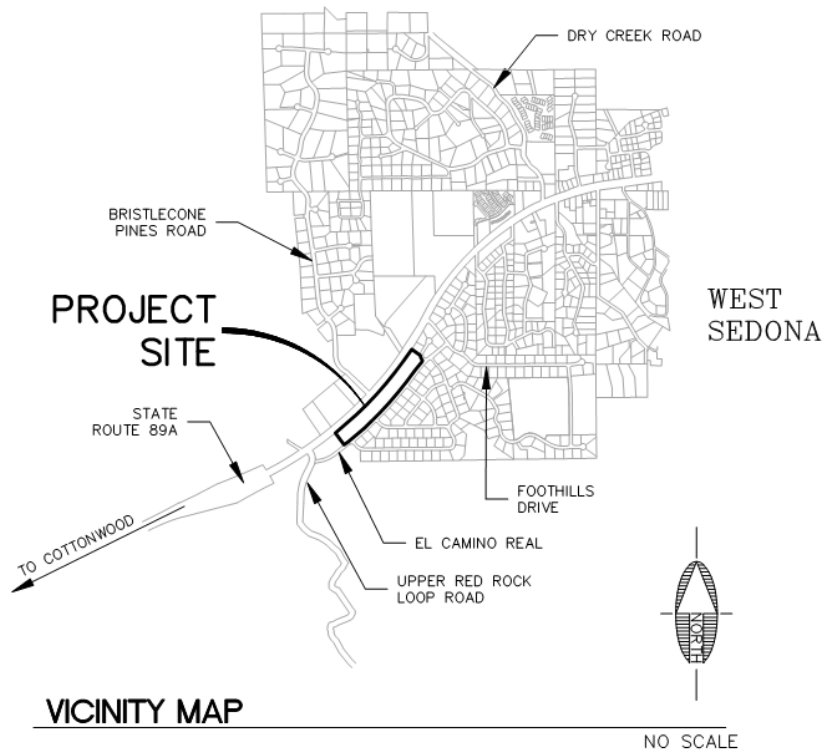 DRY CREEK ROAD
BRISTLECONE
PINES ROAD
WEST
SEDONA
PROJECT
SITE
STATE
ROUTE 89A
FOOTHILLS
DRIVE
TO COTTONWOOD
EL CAMINO REAL
UPPER RED ROCK
LOOP ROAD
NORTH
VICINITY MAP
NO SCALE